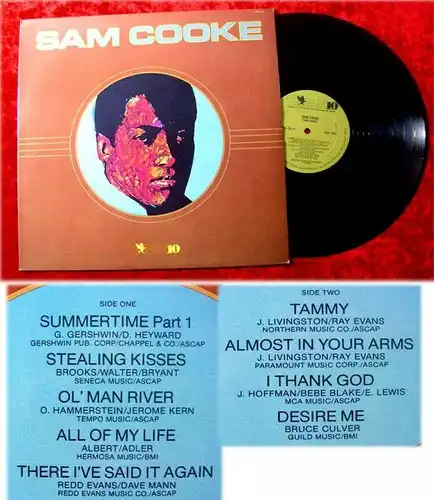 SAM COOKE
10
10
SIDE ONE
SUMMERTIME Part 1
G. GERSHWIN/D. HEYWARD
GERSHWIN PUB. CORP/CHAPPEL & CO./ASCAP
STEALING KISSES
BROOKS/WALTER/BRYANT
SENECA MUSIC/ASCAP
OL' MAN RIVER
O. HAMMERSTEIN/JEROME KERN
TEMPO MUSIC/ASCAP
ALL OF MY LIFE
ALBERT/ADLER
HERMOSA MUSIC/BMI
THERE I'VE SAID IT AGAIN
REDD EVANS/DAVE MANN
REDD EVANS MUSIC CO./ASCAP
SIDE TWO
TAMMY
J. LIVINGSTON/RAY EVANS
NORTHERN MUSIC CO./ASCAP
ALMOST IN YOUR ARMS
J. LIVINGSTON/RAY EVANS
PARAMOUNT MUSIC CORP./ASCAP
I THANK GOD
J. HOFFMAN/BEBE BLAKE/E. LEWIS
MCA MUSIC/ASCAP
DESIRE ME
BRUCE CULVER
GUILD MUSIC/BMI